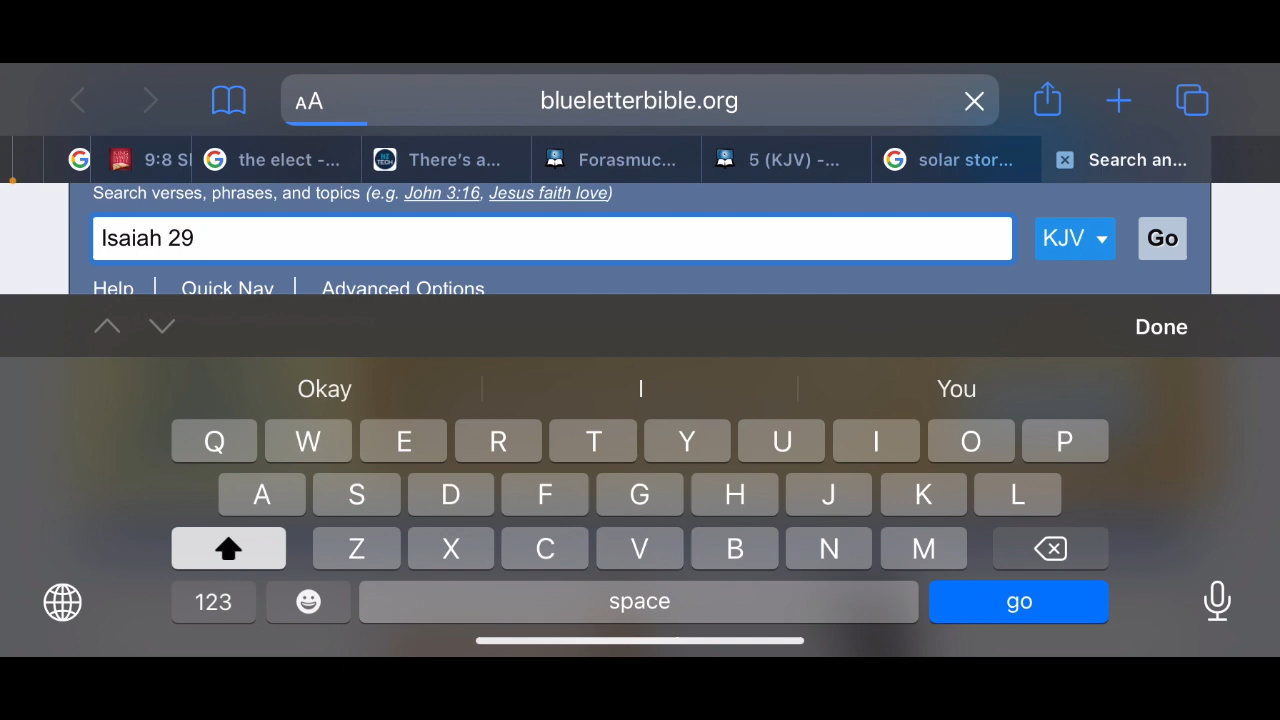 AA blueletterbible.org
9:8 S the elect -... There's a... Forasmuc... 5 (KJV) -... solar stor... Search an...
Search verses, phrases, and topics (e.g. John 3:16, Jesus faith love)
Isaiah 29 KJV Go
Help | Quick Nav | Advanced Options
Done
Okay I You
Q W E R T Y U I O P
A S D F G H J K L
Z X C V B N M
123 space go